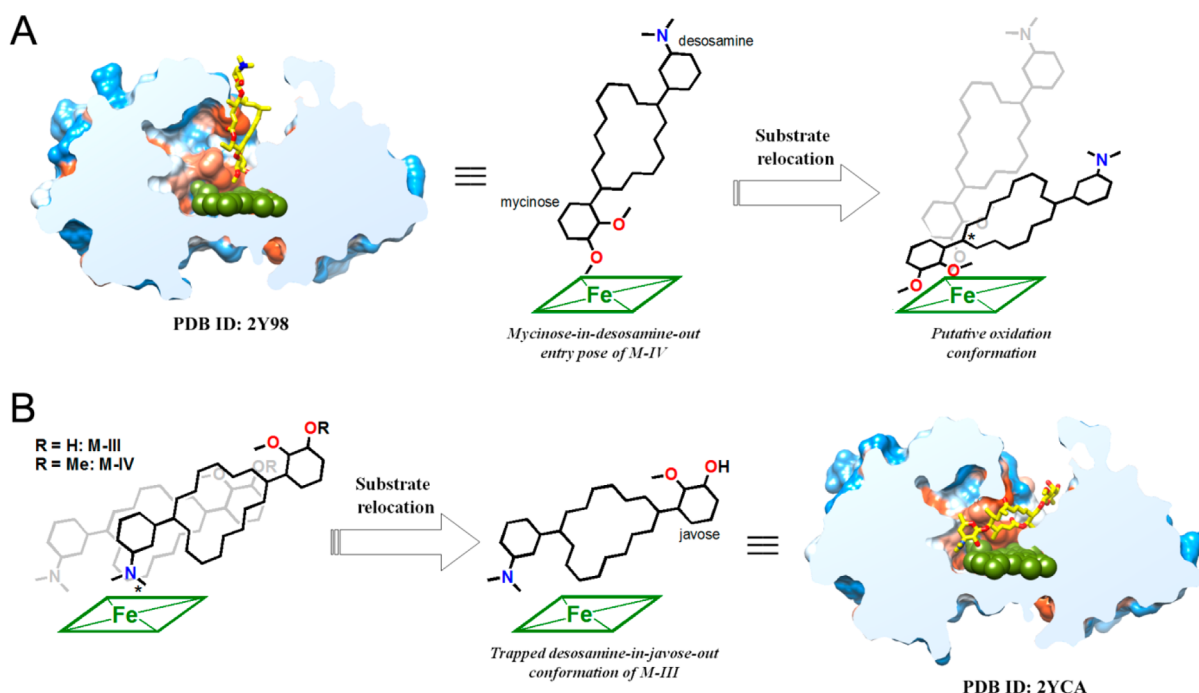 A
N
desosamine
mycinose
O
O
Fe
PDB ID: 2Y98
Mycinose-in-desosamine-out
entry pose of M-IV
Substrate
relocation
N
N
O
O
*
O
O
Fe
Putative oxidation
conformation
B
R = H: M-III
R = Me: M-IV
OR
O
O
OR
N
N
*
Fe
Substrate
relocation
O
OH
javose
N
Fe
Trapped desosamine-in-javose-out
conformation of M-III
PDB ID: 2YCA